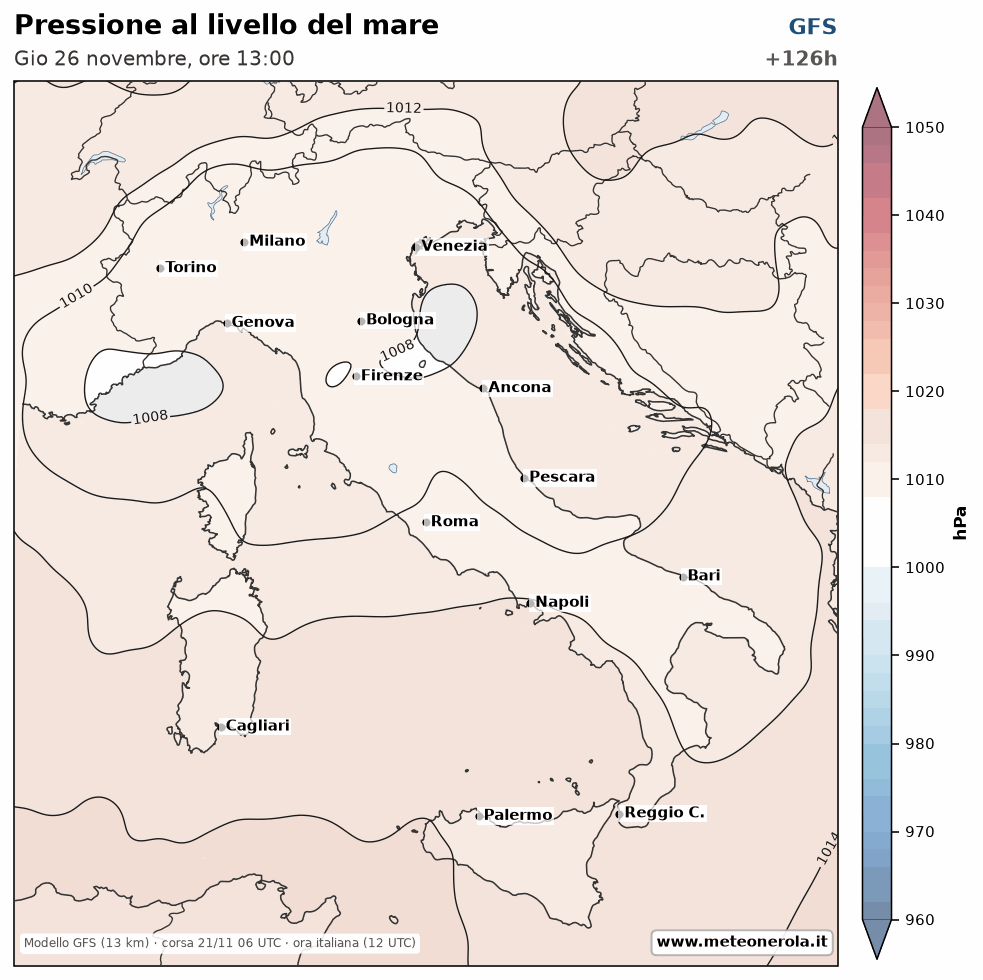 Pressione al livello del mare
GFS
Gio 26 novembre, ore 13:00
+126h
1012
1050
1040
1030
1020
1010
1000
990
980
970
960
hPa
Milano
Venezia
Torino
1010
Genova
Bologna
1008
Firenze
Ancona
1008
Pescara
Roma
Bari
Napoli
Cagliari
Palermo
Reggio C.
1014
Modello GFS (13 km) · corsa 21/11 06 UTC · ora italiana (12 UTC)
www.meteonerola.it